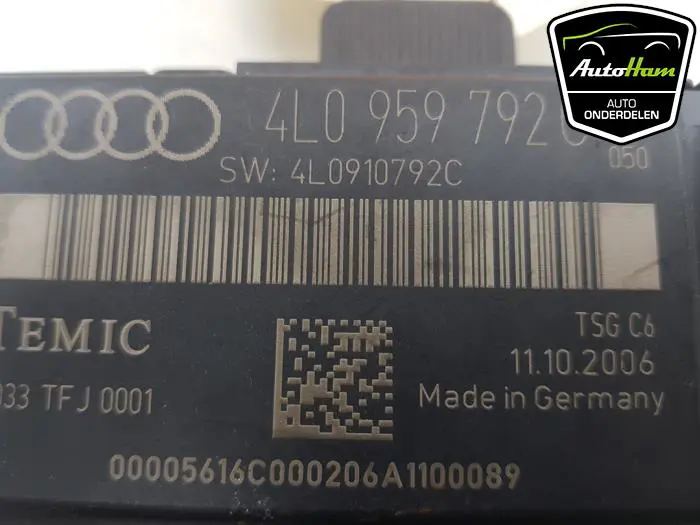 AutoHam
AUTO
ONDERDELEN
4L0 959 792
050
SW: 4L0910792C
TEMIC
TSG C6
11.10.2006
033 TFJ 0001
Made in Germany
00005616C000206A1100089